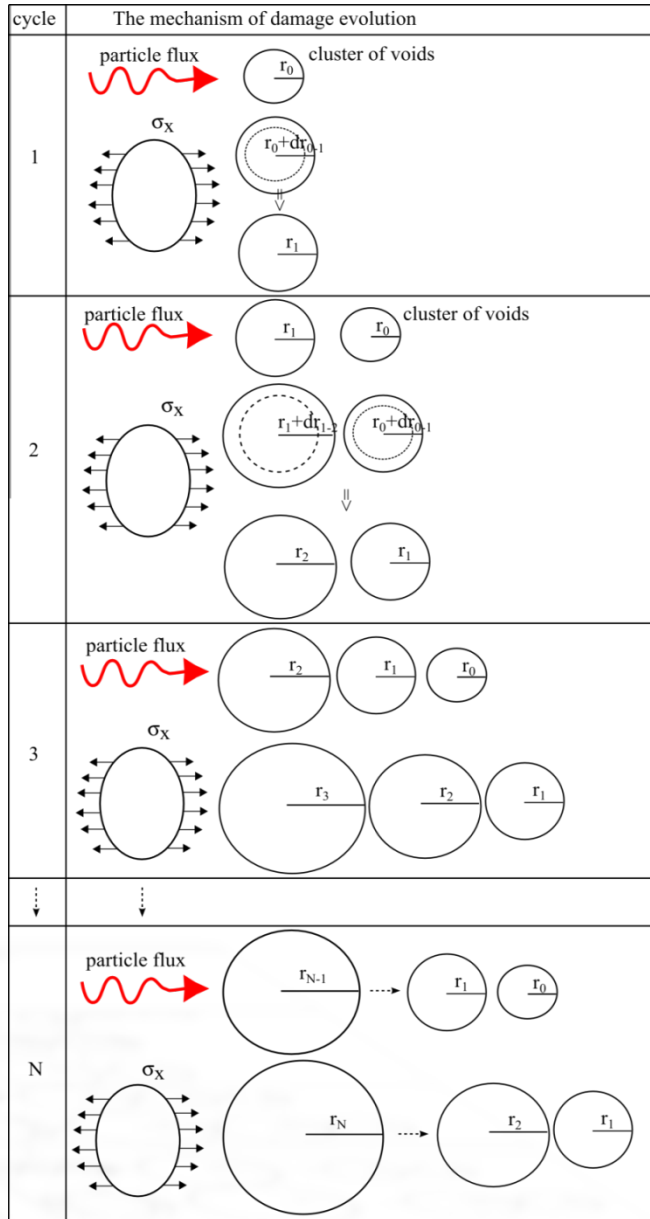 cycle The mechanism of damage evolution
particle flux
cluster of voids
r₀
σₓ
r₀+dr₀₋₁
1
r₁
particle flux
cluster of voids
r₁ r₀
σₓ
r₁+dr₁₋₂ r₀+dr₀₋₁
2
r₂ r₁
particle flux
r₂ r₁ r₀
σₓ
3
r₃ r₂ r₁
particle flux
r_N-1 r₁ r₀
N
σₓ
r_N r₂ r₁